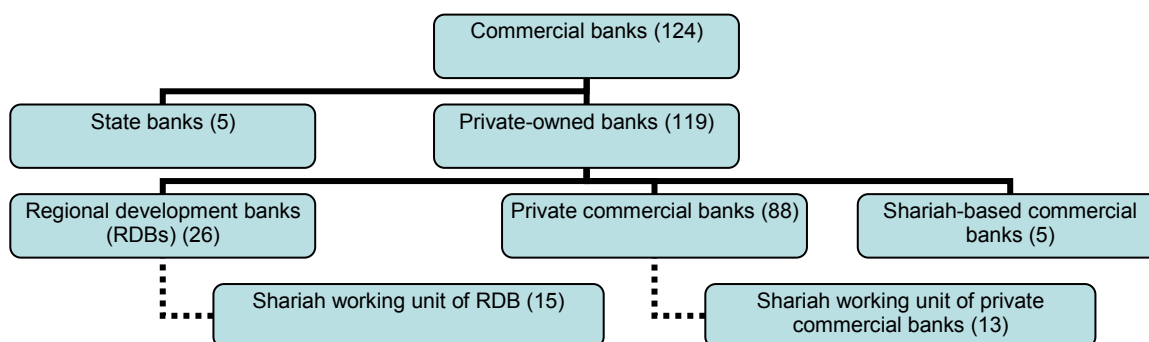 Commercial banks (124)
State banks (5)
Private-owned banks (119)
Regional development banks
(RDBs) (26)
Private commercial banks (88)
Shariah-based commercial
banks (5)
Shariah working unit of RDB (15)
Shariah working unit of private
commercial banks (13)